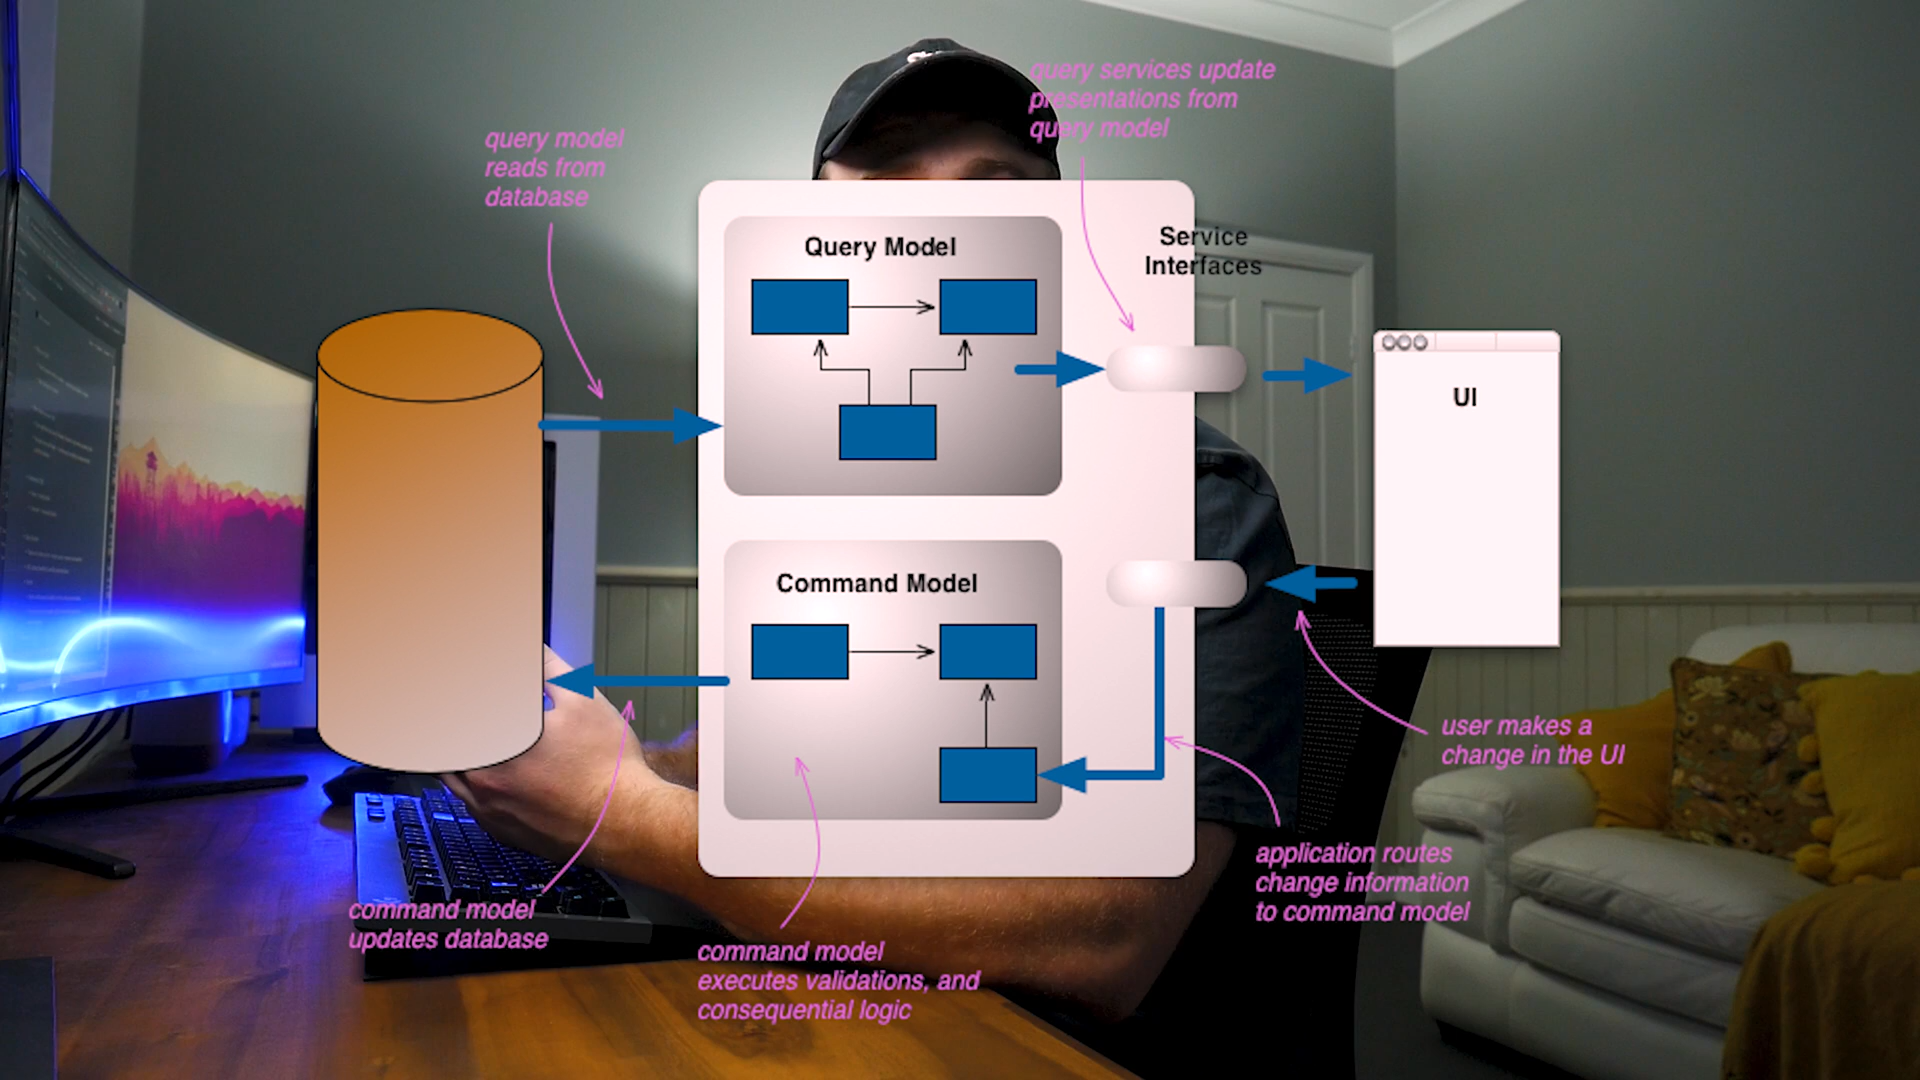 query services update
presentations from
query model
query model
reads from
database
Query Model
Service
Interfaces
UI
Command Model
user makes a
change in the UI
application routes
change information
to command model
command model
updates database
command model
executes validations, and
consequential logic